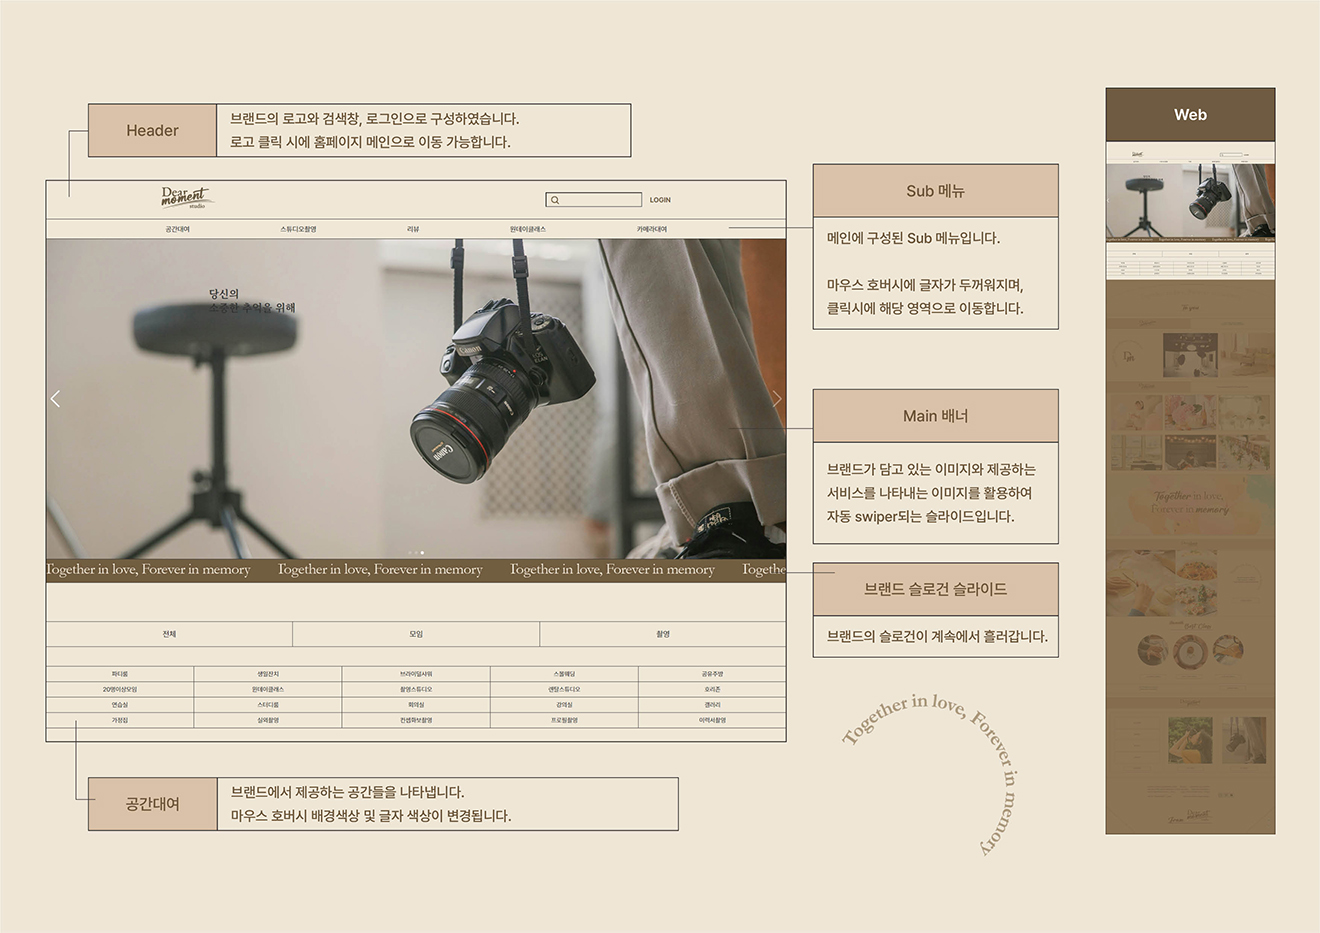 Header
브랜드의 로고와 검색창, 로그인으로 구성하였습니다.
로고 클릭 시에 홈페이지 메인으로 이동 가능합니다.
Web
Dear
moment
studio
LOGIN
공간대여
스튜디오촬영
리뷰
원데이클래스
카메라대여
당신의
소중한 추억을 위해
Canon
EOS
ELAN
Canon
Sub 메뉴
메인에 구성된 Sub 메뉴입니다.
마우스 호버시에 글자가 두꺼워지며,
클릭시에 해당 영역으로 이동합니다.
Main 배너
브랜드가 담고 있는 이미지와 제공하는
서비스를 나타내는 이미지를 활용하여
자동 swiper되는 슬라이드입니다.
Together in love, Forever in memory
Together in love, Forever in memory
Together in love, Forever in memory
Togethe
브랜드 슬로건 슬라이드
브랜드의 슬로건이 계속에서 흘러갑니다.
전체
모임
촬영
파티룸
생일잔치
브라이덜샤워
스몰웨딩
공유주방
20명이상모임
원데이클래스
촬영스튜디오
렌탈스튜디오
호리존
연습실
스터디룸
회의실
강의실
갤러리
가정집
실외촬영
컨셉화보촬영
프로필촬영
이력서촬영
공간대여
브랜드에서 제공하는 공간들을 나타냅니다.
마우스 호버시 배경색상 및 글자 색상이 변경됩니다.
Together in love, Forever in memory
Together in love,
Forever in memory